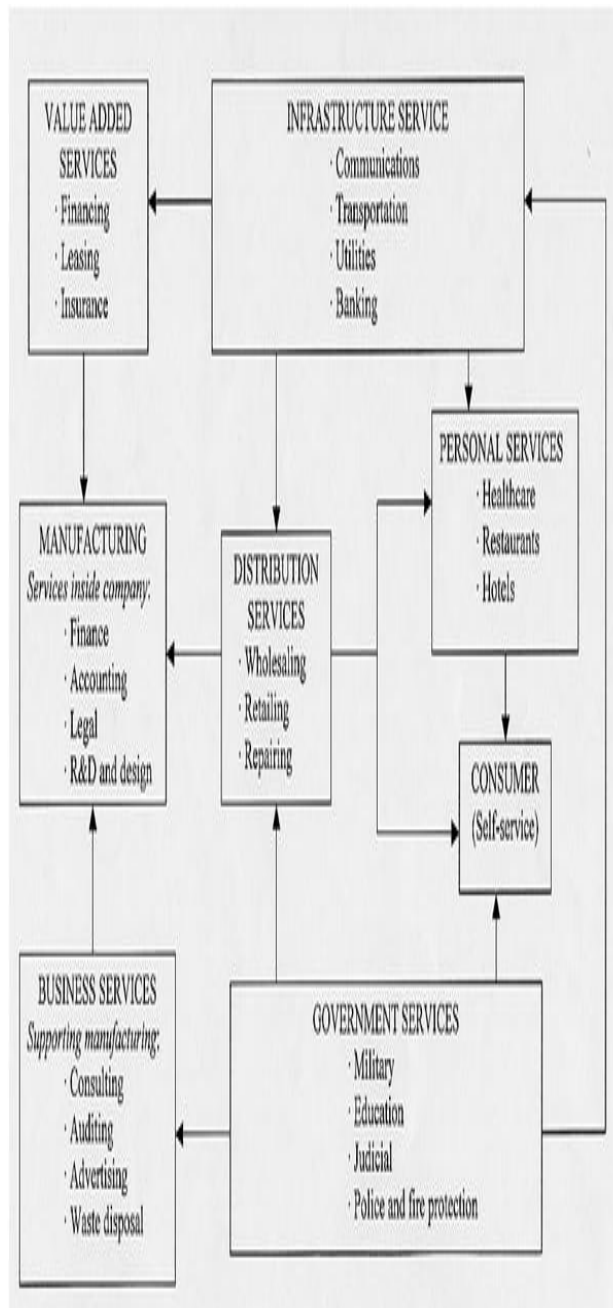 VALUE ADDED
SERVICES
· Financing
· Leasing
· Insurance
INFRASTRUCTURE SERVICE
· Communications
· Transportation
· Utilities
· Banking
PERSONAL SERVICES
· Healthcare
· Restaurants
· Hotels
MANUFACTURING
Services inside company:
· Finance
· Accounting
· Legal
· R&D and design
DISTRIBUTION
SERVICES
· Wholesaling
· Retailing
· Repairing
CONSUMER
(Self-service)
BUSINESS SERVICES
Supporting manufacturing:
· Consulting
· Auditing
· Advertising
· Waste disposal
GOVERNMENT SERVICES
· Military
· Education
· Judicial
· Police and fire protection